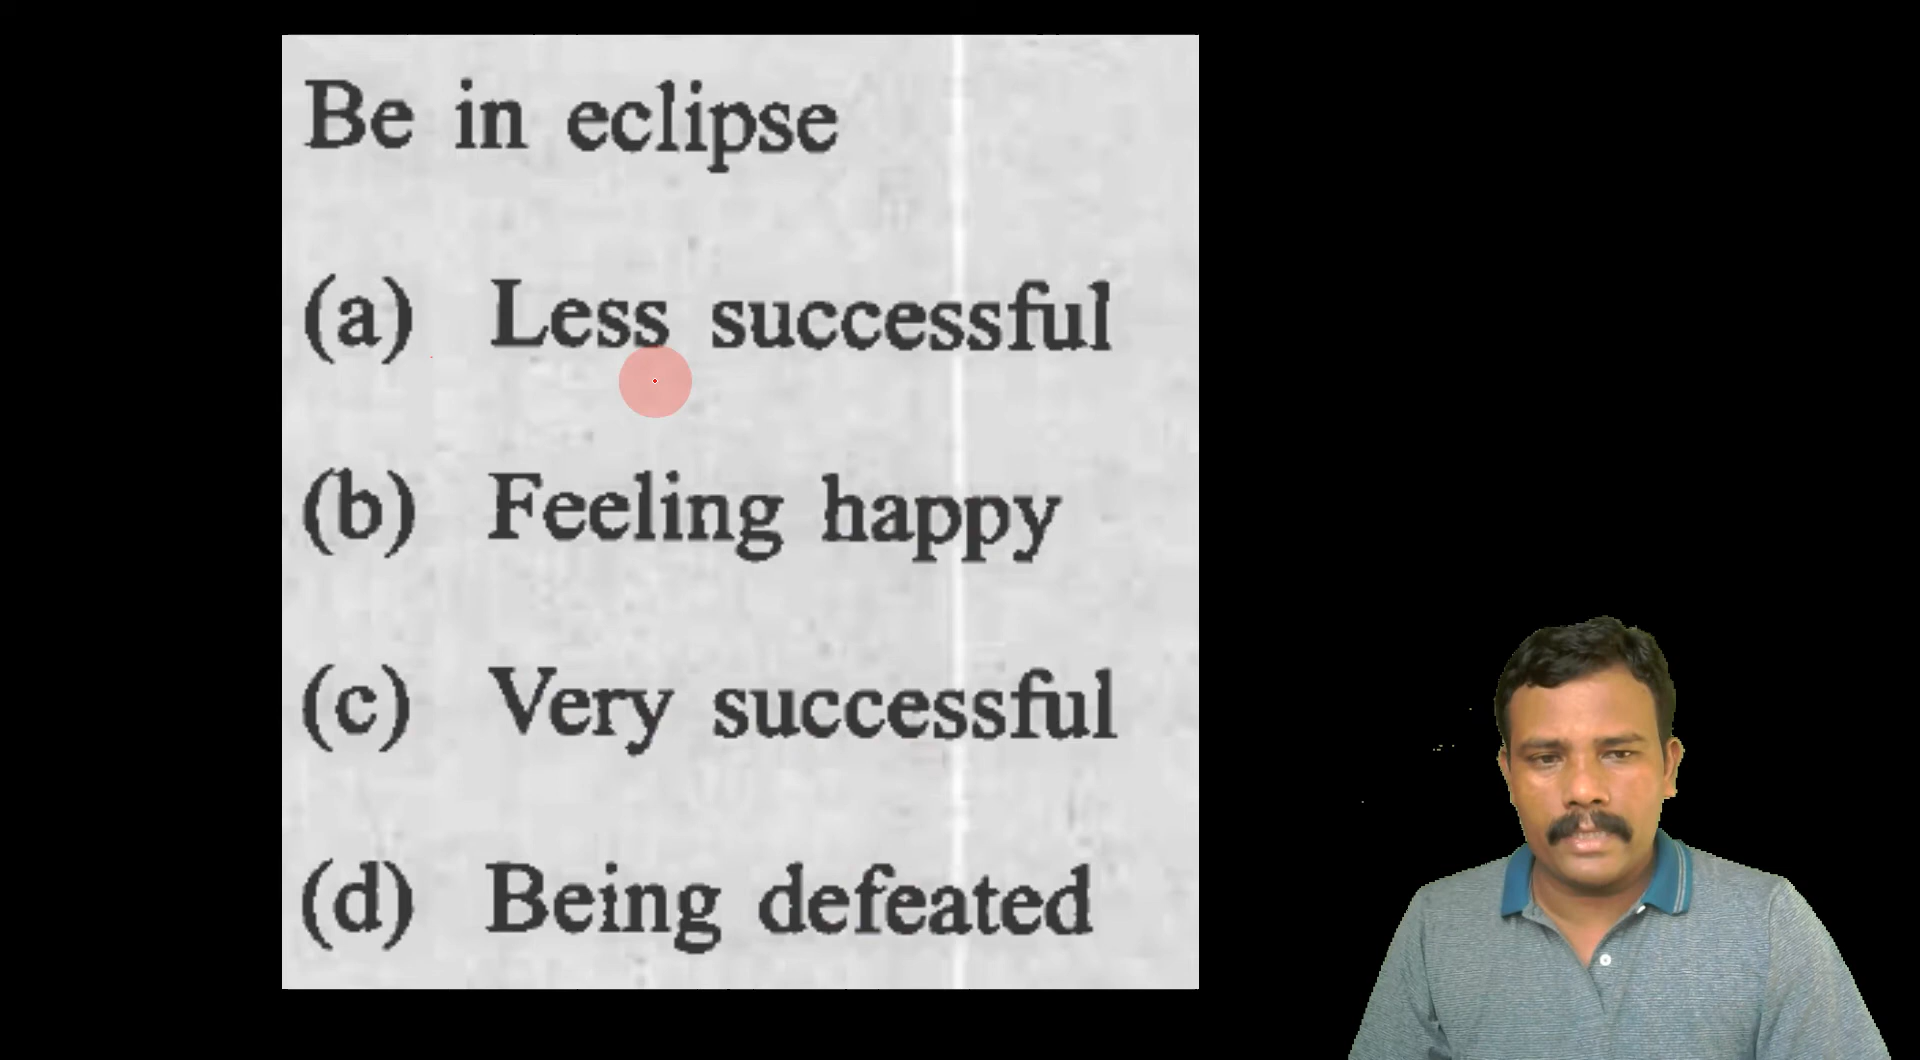 Be in eclipse
(a) Less successful
(b) Feeling happy
(c) Very successful
(d) Being defeated